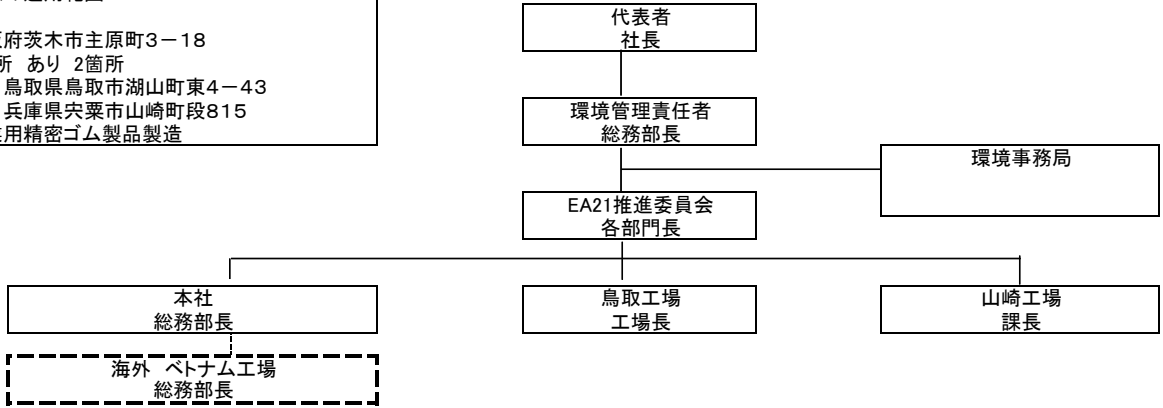 府茨木市主原町3－18
所 あり 2箇所
鳥取県鳥取市湖山町東4－43
兵庫県宍粟市山崎町段815
用精密ゴム製品製造
代表者
社長
環境管理責任者
総務部長
環境事務局
EA21推進委員会
各部門長
本社
総務部長
鳥取工場
工場長
山崎工場
課長
海外 ベトナム工場
総務部長